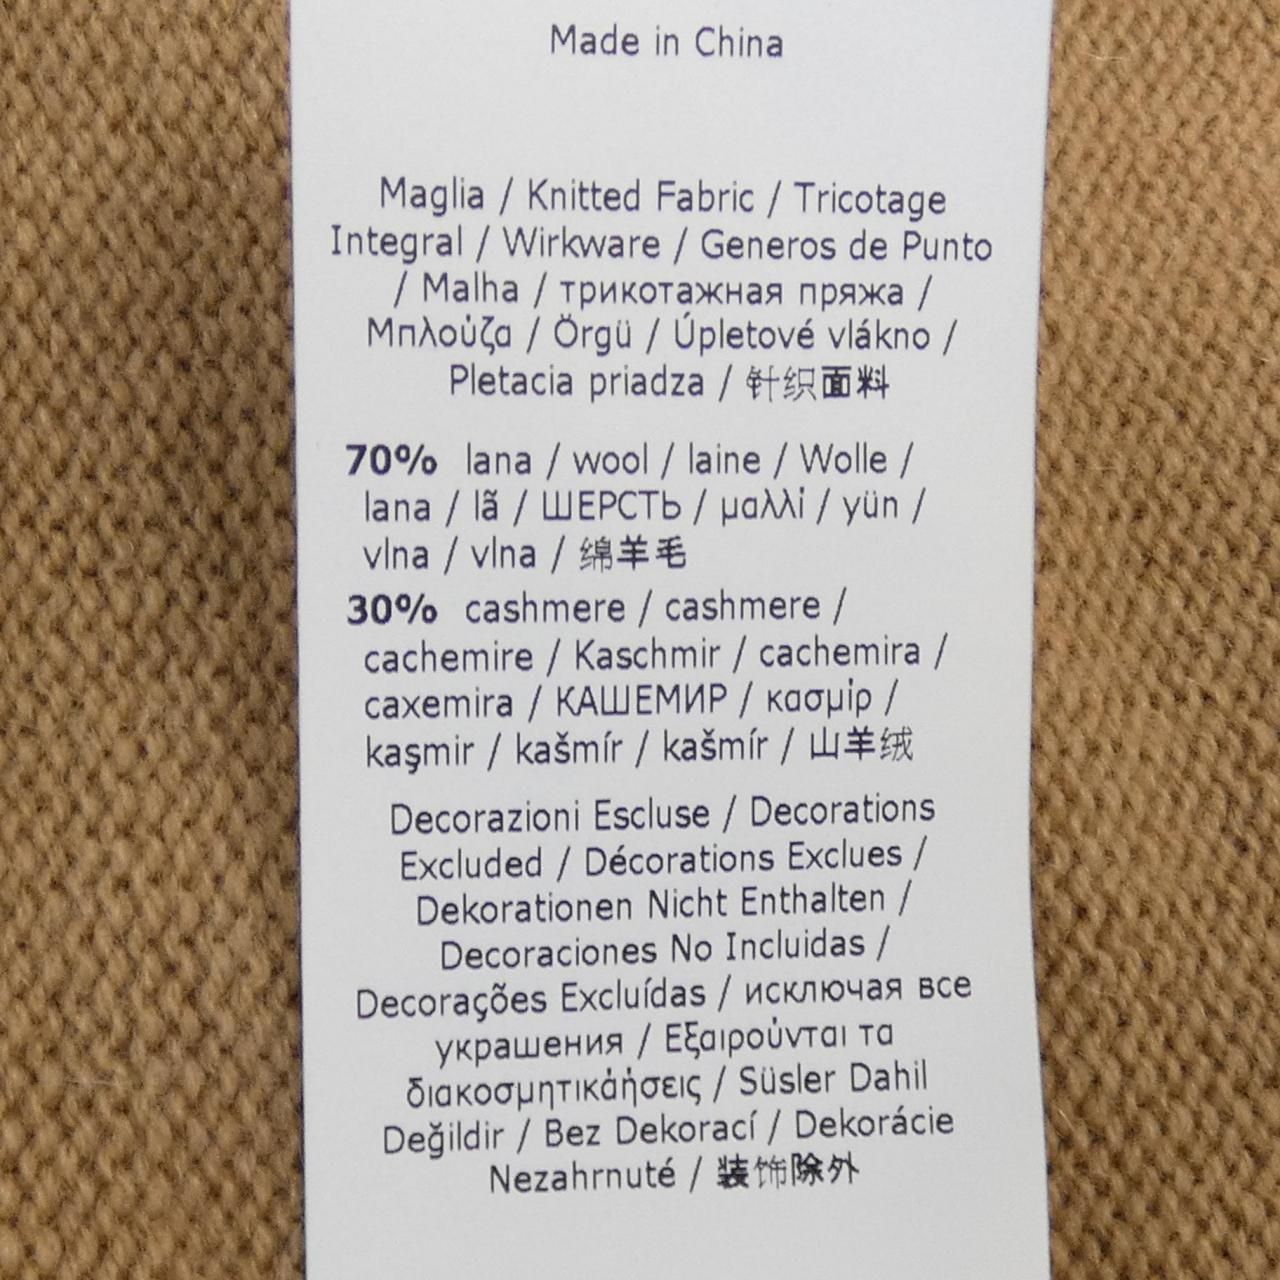 Made in China
Maglia / Knitted Fabric / Tricotage
Integral / Wirkware / Generos de Punto
/ Malha / трикотажная пряжа /
Μπλούζα / Örgü / Úpletové vlákno /
Pletacia priadza / 针织面料
70% lana / wool / laine / Wolle /
lana / lã / ШЕРСТЬ / μαλλί / yün /
vlna / vlna / 绵羊毛
30% cashmere / cashmere /
cachemire / Kaschmir / cachemira /
caxemira / КАШЕМИР / κασμίρ /
kaşmir / kašmír / kašmír / 山羊绒
Decorazioni Escluse / Decorations
Excluded / Décorations Exclues /
Dekorationen Nicht Enthalten /
Decoraciones No Incluidas /
Decorações Excluídas / исключая все
украшения / Εξαιρούνται τα
διακοσμητικάήσεις / Süsler Dahil
Değildir / Bez Dekorací / Dekorácie
Nezahrnuté / 装饰除外